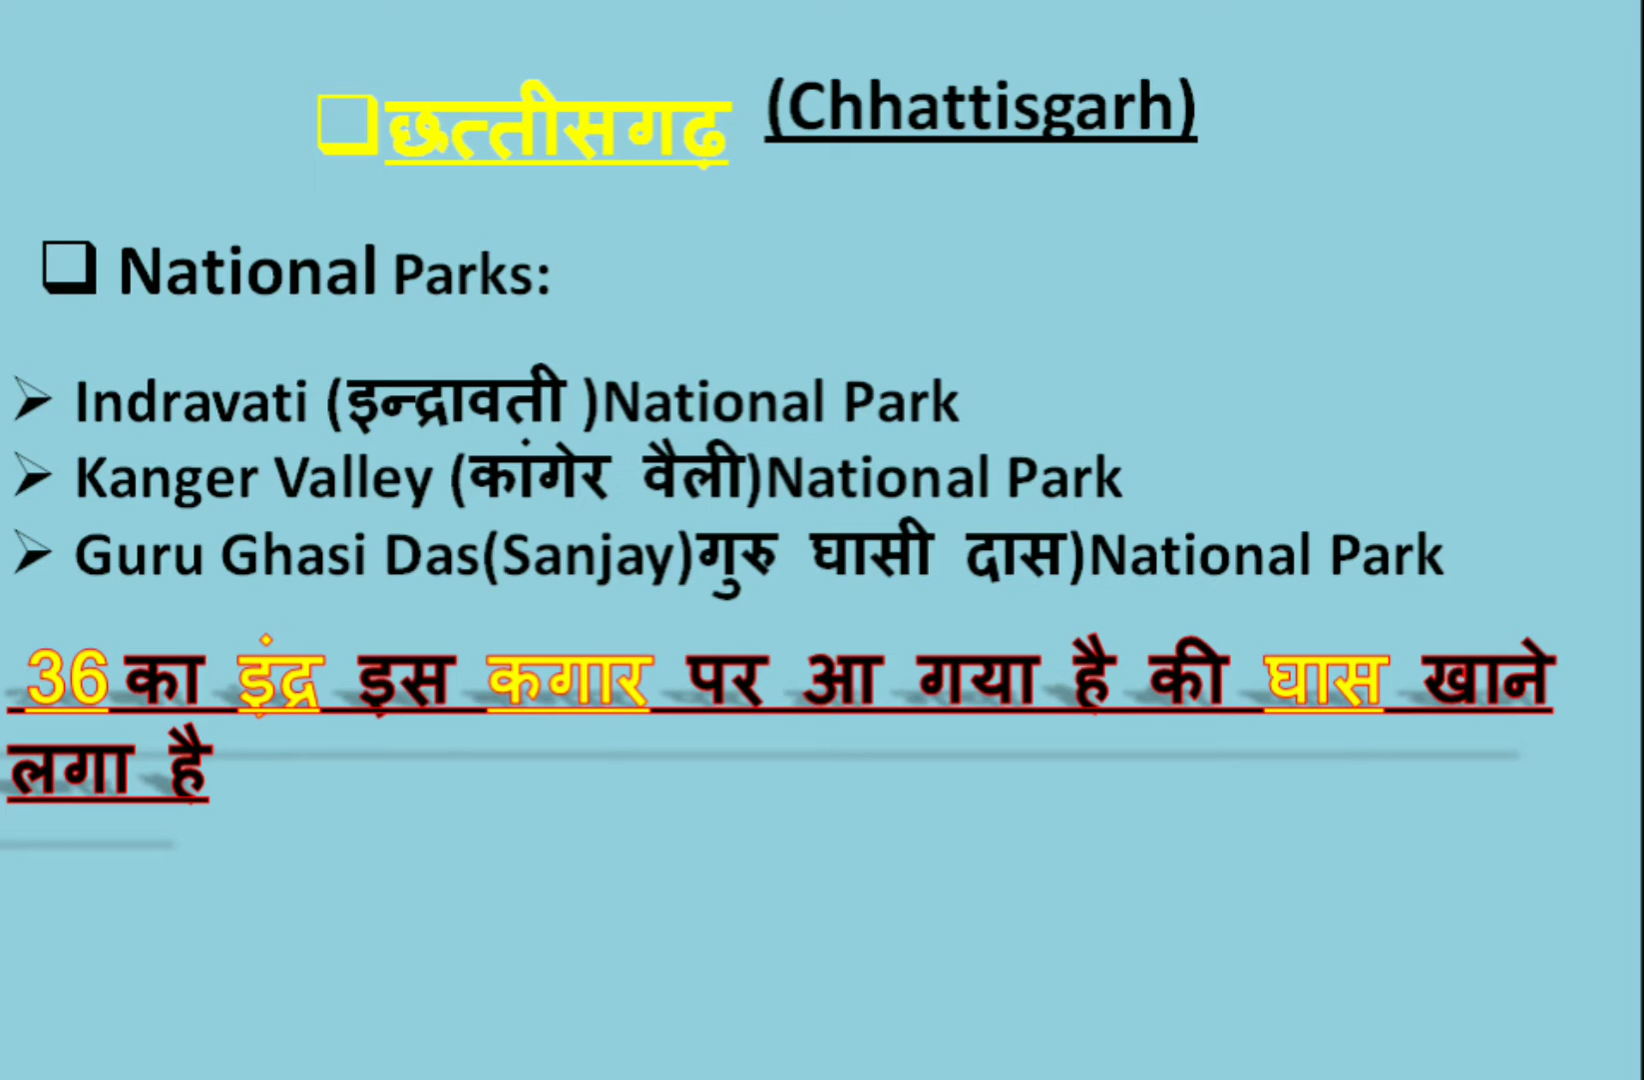 छत्तीसगढ़ (Chhattisgarh)
National Parks:
Indravati (इन्द्रावती )National Park
Kanger Valley (कांगेर वैली)National Park
Guru Ghasi Das(Sanjay)गुरु घासी दास)National Park
36 का इंद्र इस कगार पर आ गया है की घास खाने
लगा है